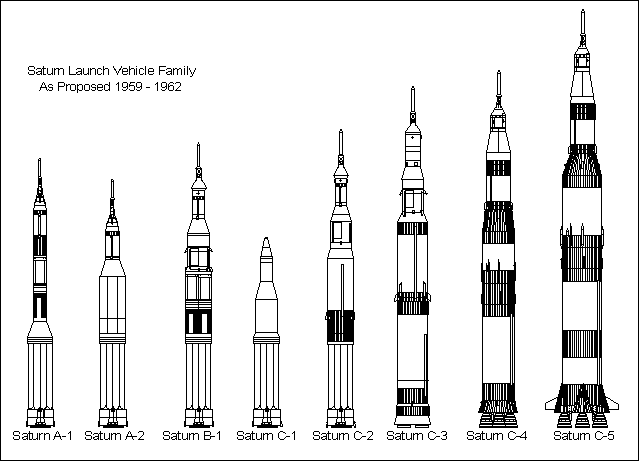 Saturn Launch Vehicle Family
As Proposed 1959 - 1962
Saturn A-1 Saturn A-2 Saturn B-1 Saturn C-1 Saturn C-2 Saturn C-3 Saturn C-4 Saturn C-5